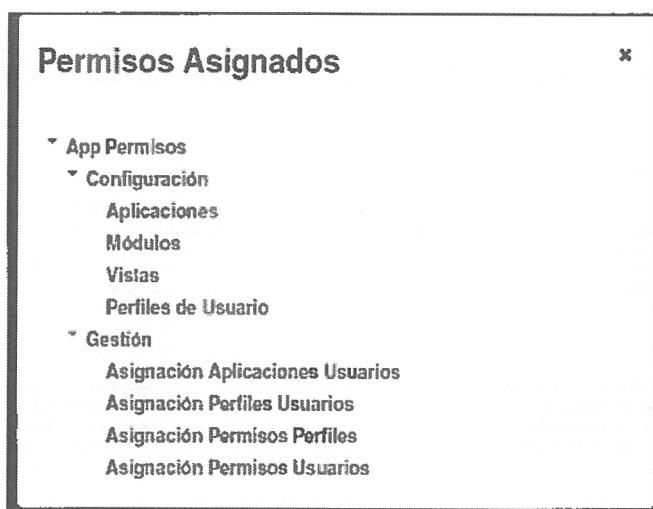 Permisos Asignados
App Permisos
Configuración
Aplicaciones
Módulos
Vistas
Perfiles de Usuario
Gestión
Asignación Aplicaciones Usuarios
Asignación Perfiles Usuarios
Asignación Permisos Perfiles
Asignación Permisos Usuarios